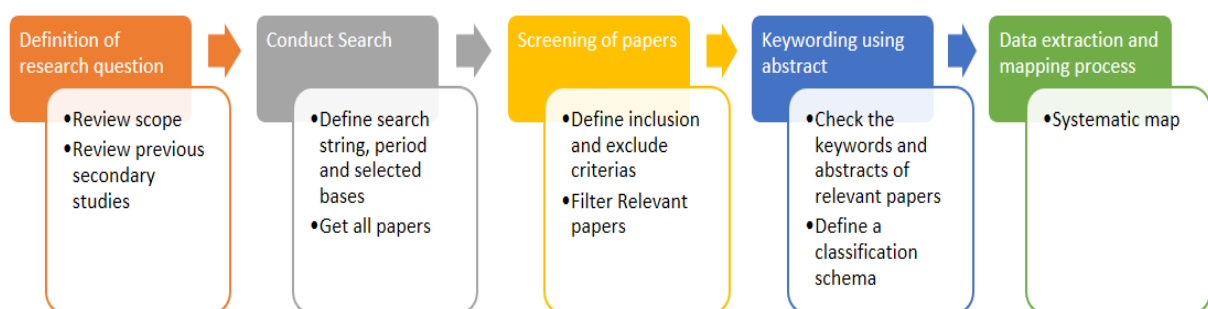 Definition of
research question
•Review scope
•Review previous
secondary
studies
Conduct Search
•Define search
string, period
and selected
bases
•Get all papers
Screening of papers
•Define inclusion
and exclude
criterias
•Filter Relevant
papers
Keywording using
abstract
•Check the
keywords and
abstracts of
relevant papers
•Define a
classification
schema
Data extraction and
mapping process
•Systematic map